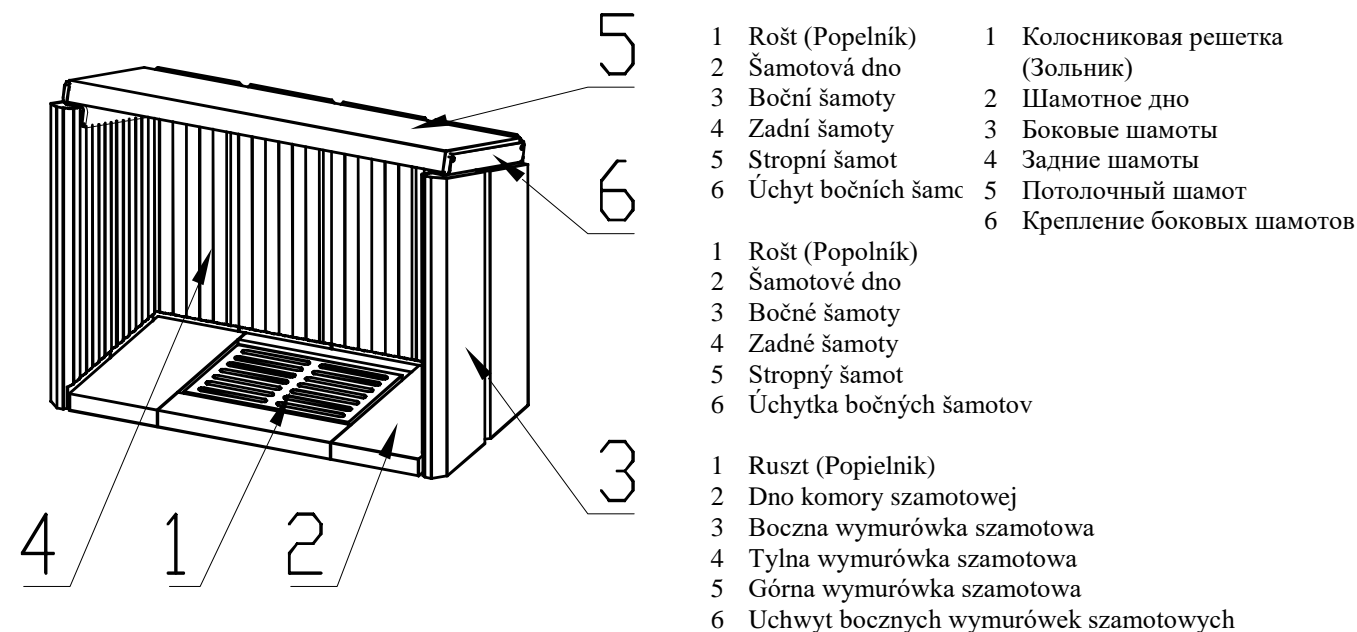 5
6
4
1
2
3
1 Rošt (Popelník)
2 Šamotová dno
3 Boční šamoty
4 Zadní šamoty
5 Stropní šamot
6 Úchyt bočních
1 Колосниковая решетка
(Зольник)
2 Шамотное дно
3 Боковые шамоты
4 Задние шамоты
5 Потолочный шамот
6 Крепление боковых шамотов
1 Rošt (Popolník)
2 Šamotové dno
3 Bočné šamoty
4 Zadné šamoty
5 Stropný šamot
6 Úchytka bočných šamotov
1 Ruszt (Popielnik)
2 Dno komory szamotowej
3 Boczna wymurówka szamotowa
4 Tylna wymurówka szamotowa
5 Górna wymurówka szamotowa
6 Uchwyt bocznych wymurówek szamotowych